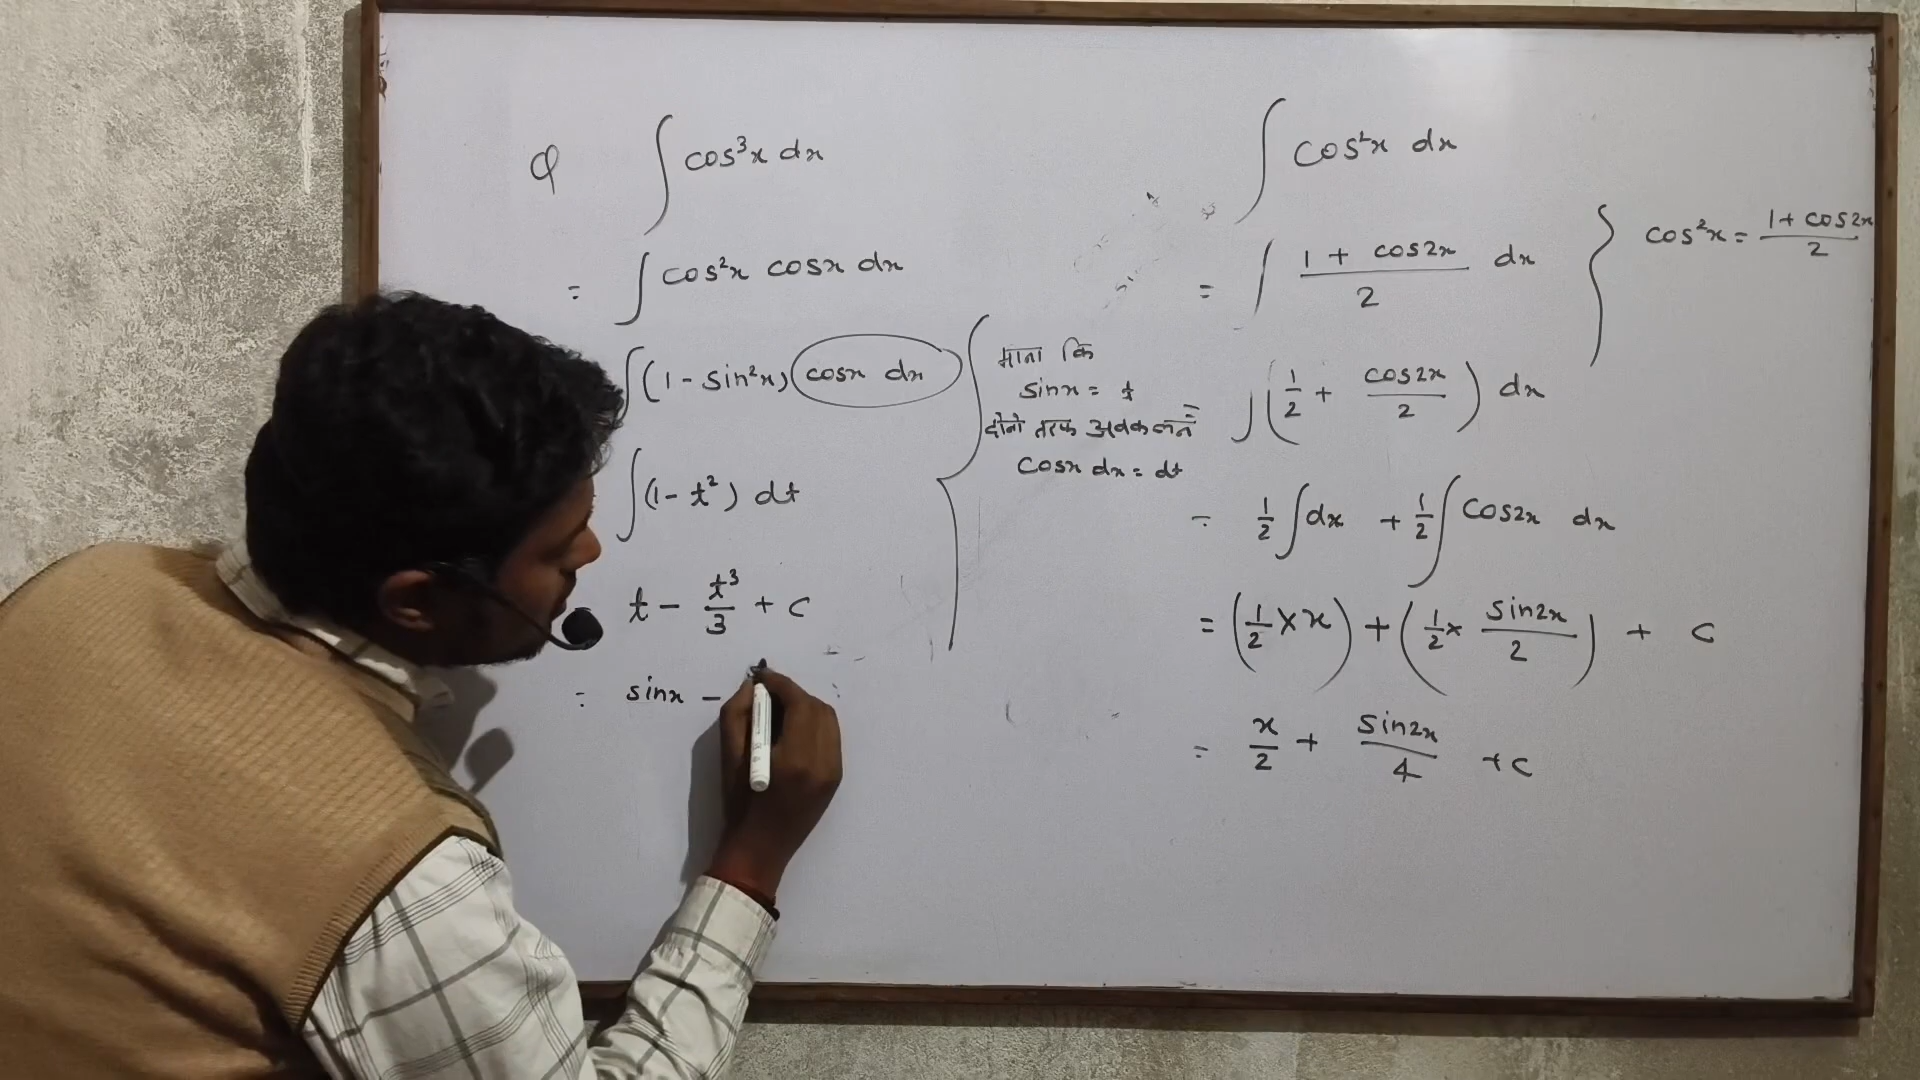 Q ∫ cos³x dx
= ∫ cos²x cosx dx
∫ (1 - sin²x) cosx dx
∫ (1 - t²) dt
t - t³/3 + c
= sinx -
माना कि
sinx = t
दोनो तरफ अवकलन
cosx dx = dt
∫ cos²x dx
= ∫ (1 + cos2x)/2 dx
cos²x = (1 + cos2x)/2
∫ (1/2 + cos2x/2) dx
= 1/2 ∫ dx + 1/2 ∫ cos2x dx
= (1/2 × x) + (1/2 × sin2x/2) + c
= x/2 + sin2x/4 + c